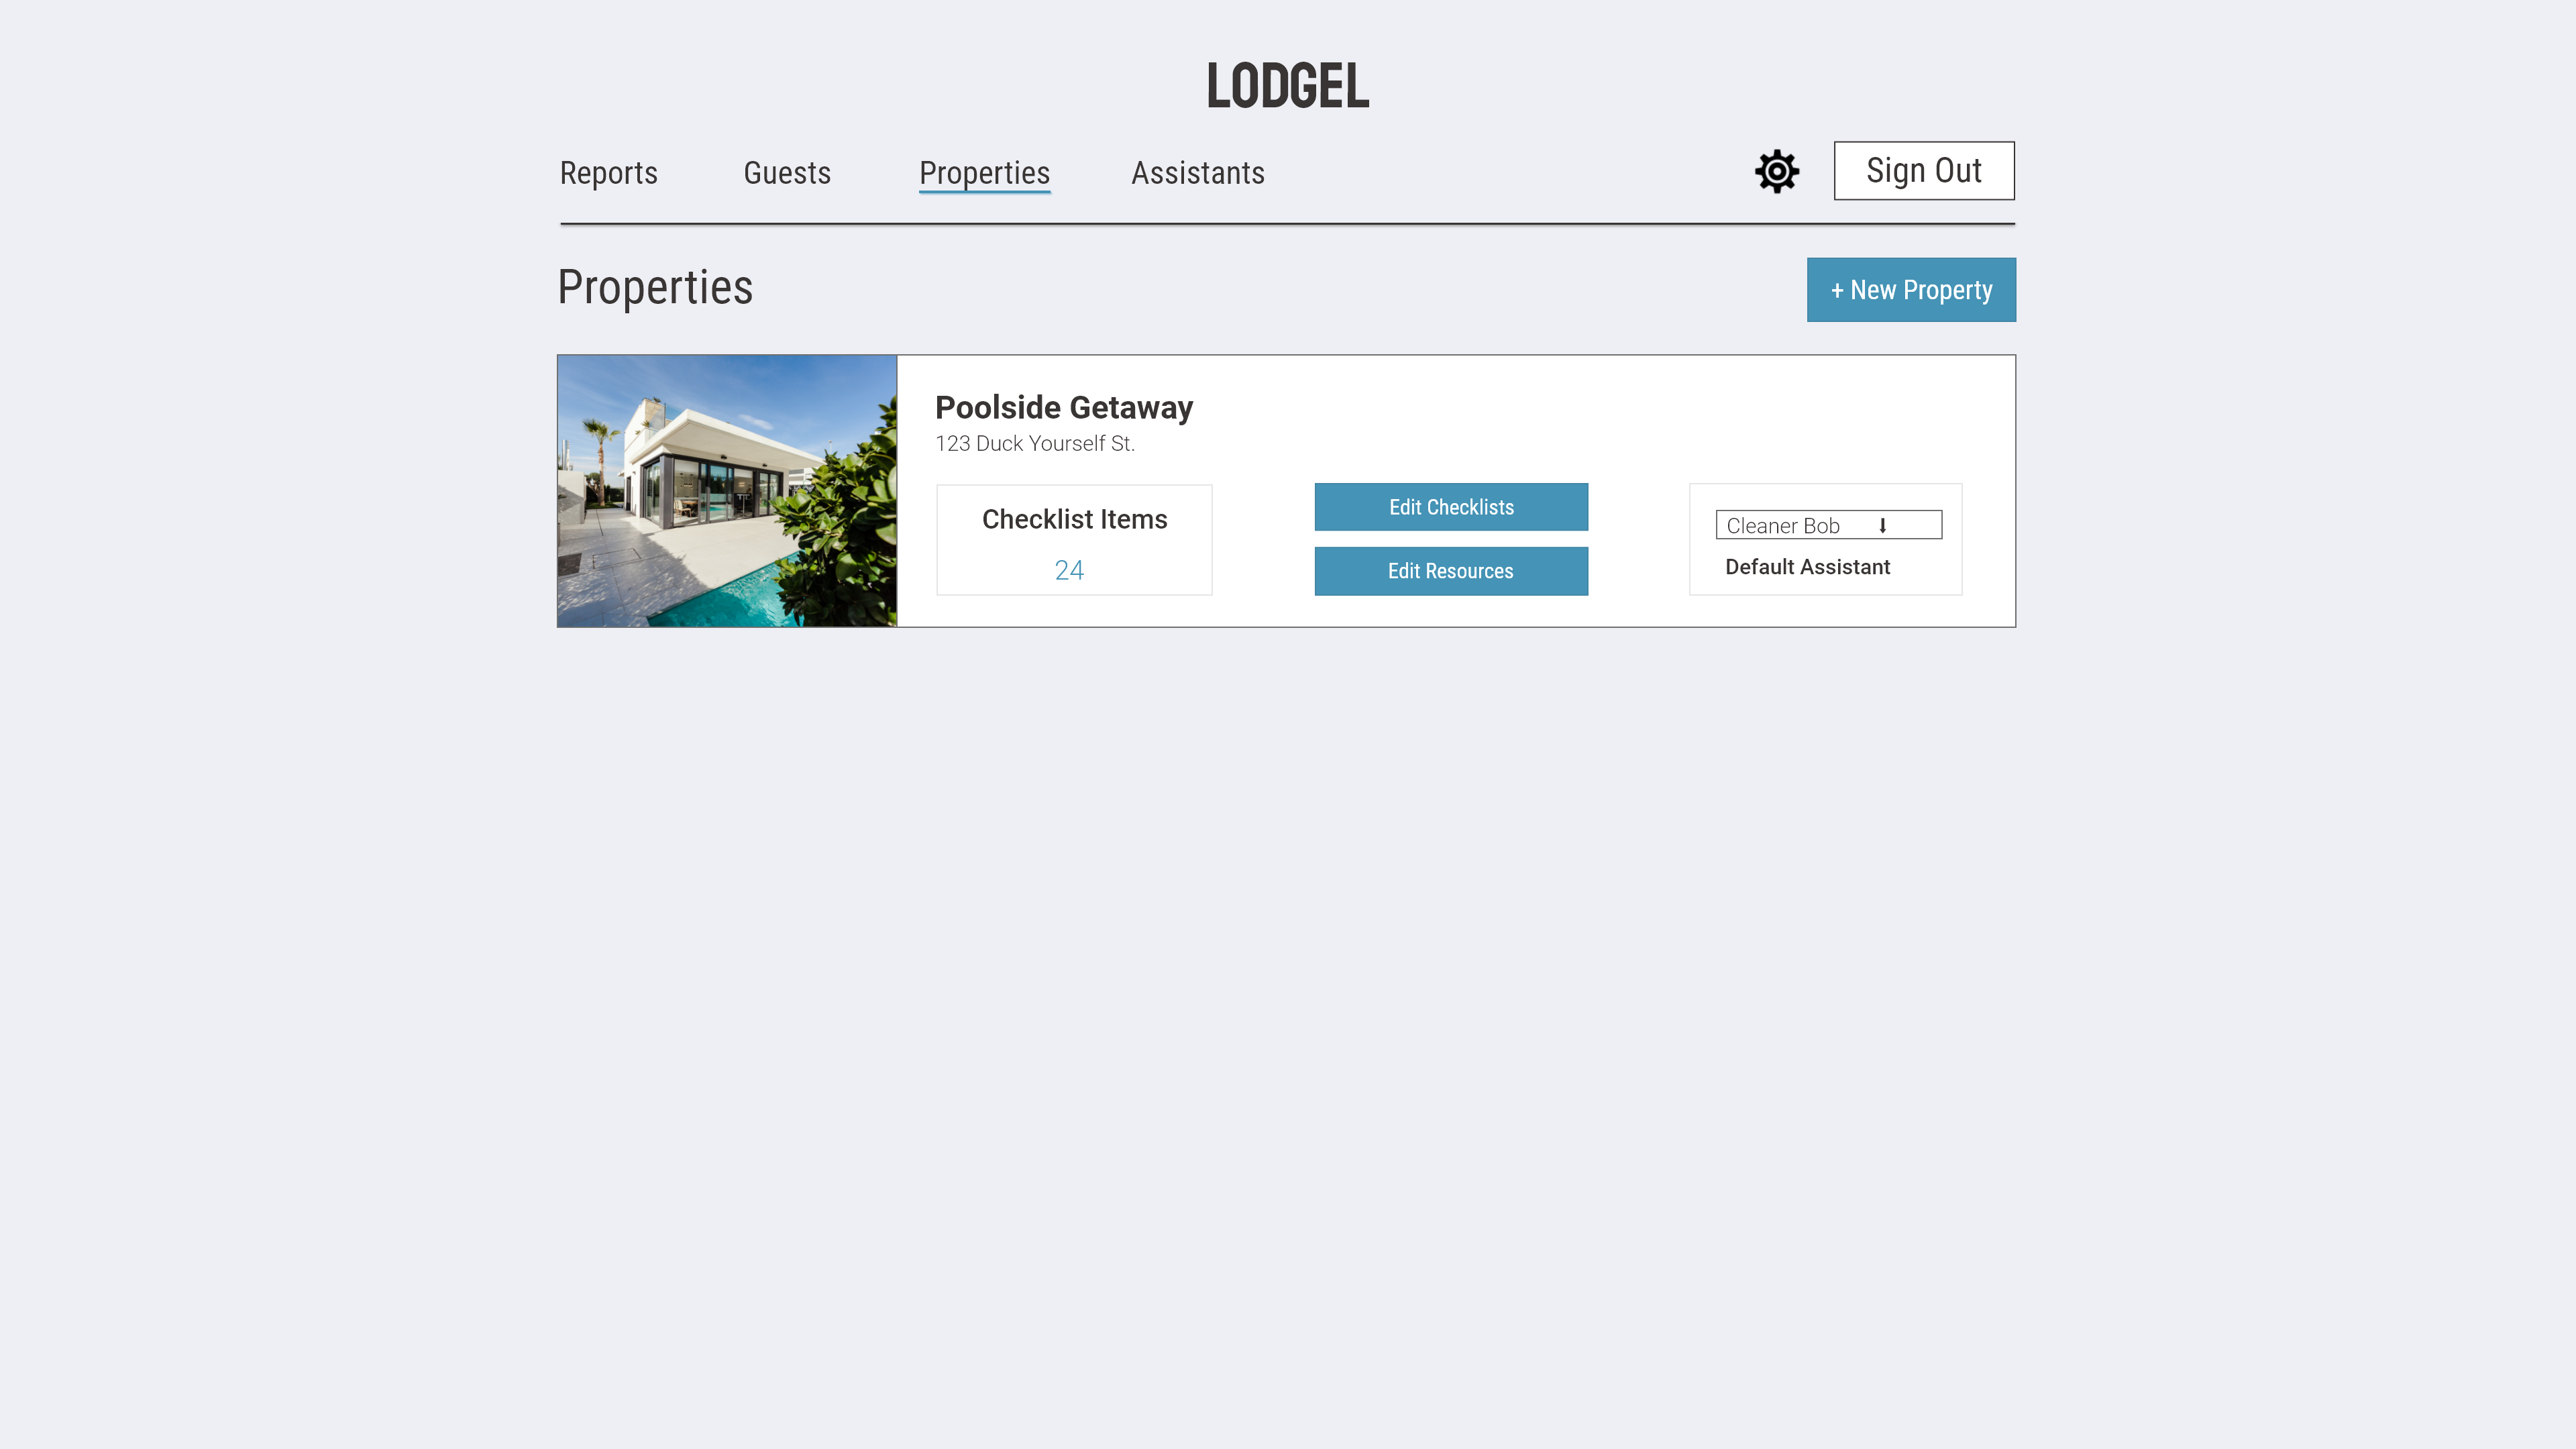 LODGEL
Reports Guests Properties Assistants Sign Out
Properties
+ New Property
Poolside Getaway
123 Duck Yourself St.
Checklist Items
24
Edit Checklists
Edit Resources
Cleaner Bob
Default Assistant